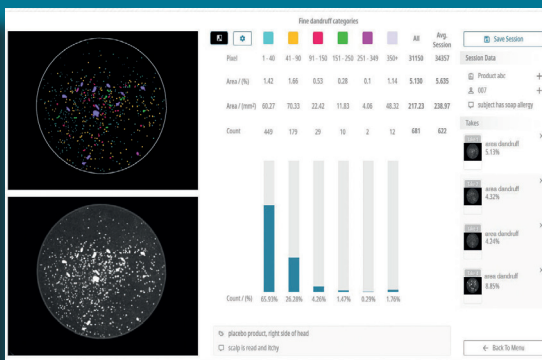 Fine dandruff categories
All Avg. Session
Pixel 1 - 40 41 - 90 91 - 150 151 - 250 251 - 349 350+ 31150 34357
Area / (%) 1.42 1.66 0.53 0.28 0.1 1.14 5.130 5.635
Area / (mm²) 60.27 70.33 22.42 11.83 4.06 48.32 217.23 238,97
Count 449 179 29 10 2 12 681 622
Count / (%) 65.93% 26.28% 4.26% 1.47% 0.29% 1.76%
placebo product, right side of head
scalp is read and itchy
Save Session
Session Data
Product abc
007
subject has soap allergy
Takes
area dandruff
5.13%
area dandruff
4.32%
area dandruff
4.24%
area dandruff
8.85%
← Back To Menu